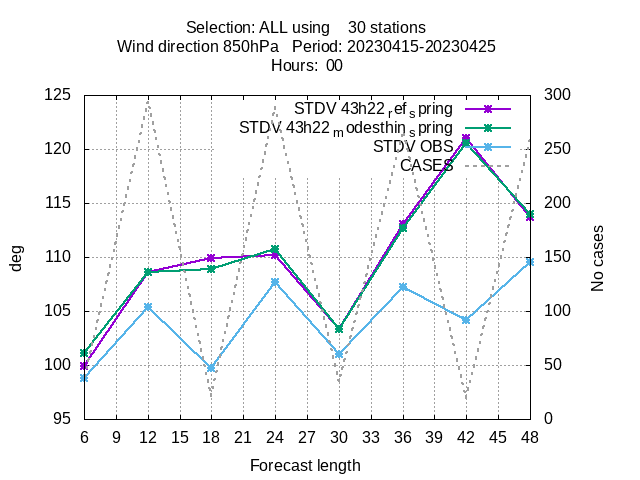 Selection: ALL using    30 stations
Wind direction 850hPa   Period: 20230415-20230425
Hours:  00
STDV 43h22_ref_spring
STDV 43h22_modesthin_spring
STDV OBS
CASES
125
120
115
110
105
100
95
deg
300
250
200
150
100
50
0
No cases
6 9 12 15 18 21 24 27 30 33 36 39 42 45 48
Forecast length